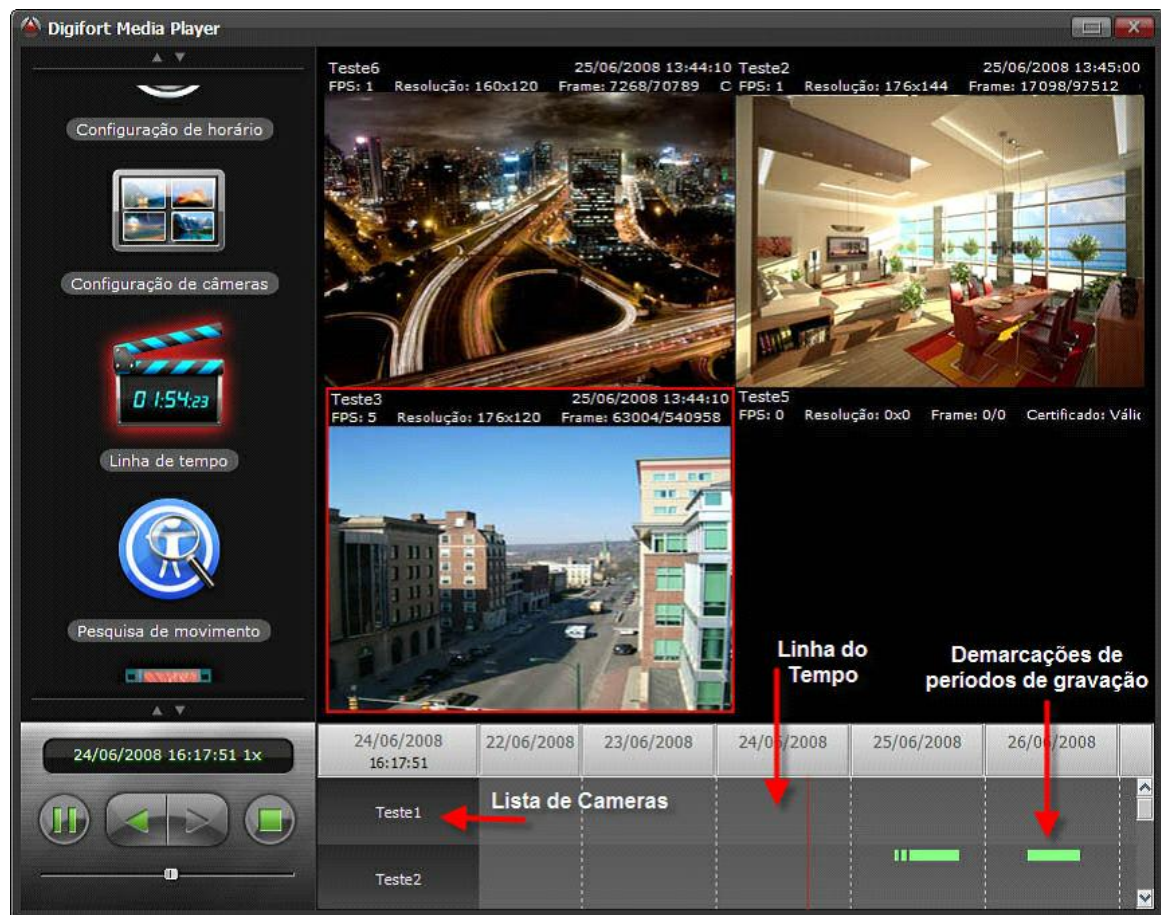 Digifort Media Player
Configuração de horário
Configuração de câmeras
01:54:23
Linha de tempo
Pesquisa de movimento
24/06/2008 16:17:51 1x
Teste6 25/06/2008 13:44:10
FPS: 1 Resolução: 160x120 Frame: 7268/70789 C
Teste2 25/06/2008 13:45:00
FPS: 1 Resolução: 176x144 Frame: 17098/97512
Teste3 25/06/2008 13:44:10
FPS: 5 Resolução: 176x120 Frame: 63004/540958
Teste5
FPS: 0 Resolução: 0x0 Frame: 0/0 Certificado: Válic
Linha do
Tempo
Demarcações de
períodos de gravação
24/06/2008
16:17:51
22/06/2008 23/06/2008 24/06/2008 25/06/2008 26/06/2008
Teste1
Lista de Cameras
Teste2